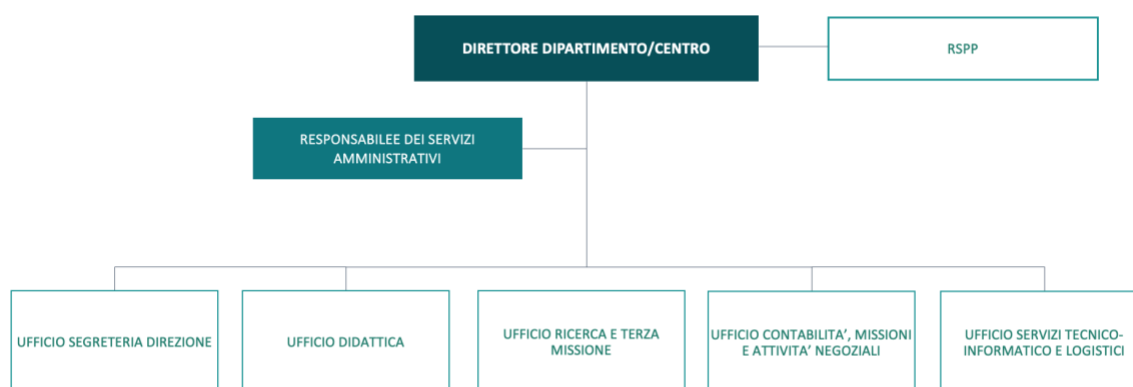 DIRETTORE DIPARTIMENTO/CENTRO
RSPP
RESPONSABILEE DEI SERVIZI
AMMINISTRATIVI
UFFICIO SEGRETERIA DIREZIONE
UFFICIO DIDATTICA
UFFICIO RICERCA E TERZA
MISSIONE
UFFICIO CONTABILITA’, MISSIONI
E ATTIVITA’ NEGOZIALI
UFFICIO SERVIZI TECNICO-
INFORMATICO E LOGISTICI